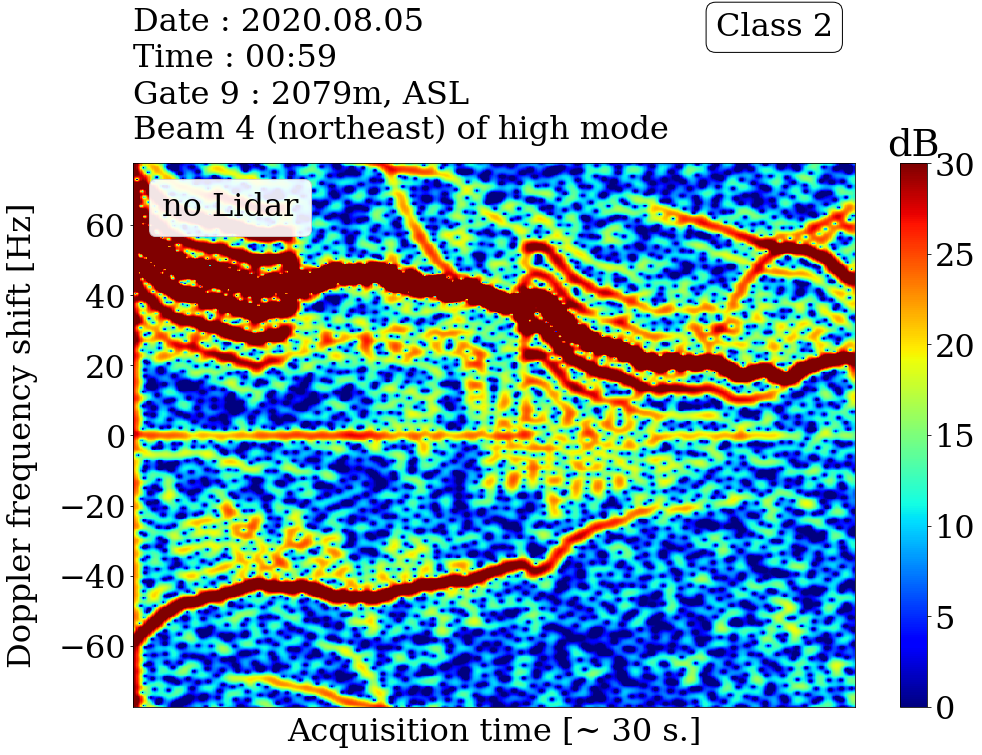 Date : 2020.08.05
Time : 00:59
Gate 9 : 2079m, ASL
Beam 4 (northeast) of high mode
Class 2
no Lidar
dB
Doppler frequency shift [Hz]
60
40
20
0
−20
−40
−60
Acquisition time [~ 30 s.]
30
25
20
15
10
5
0